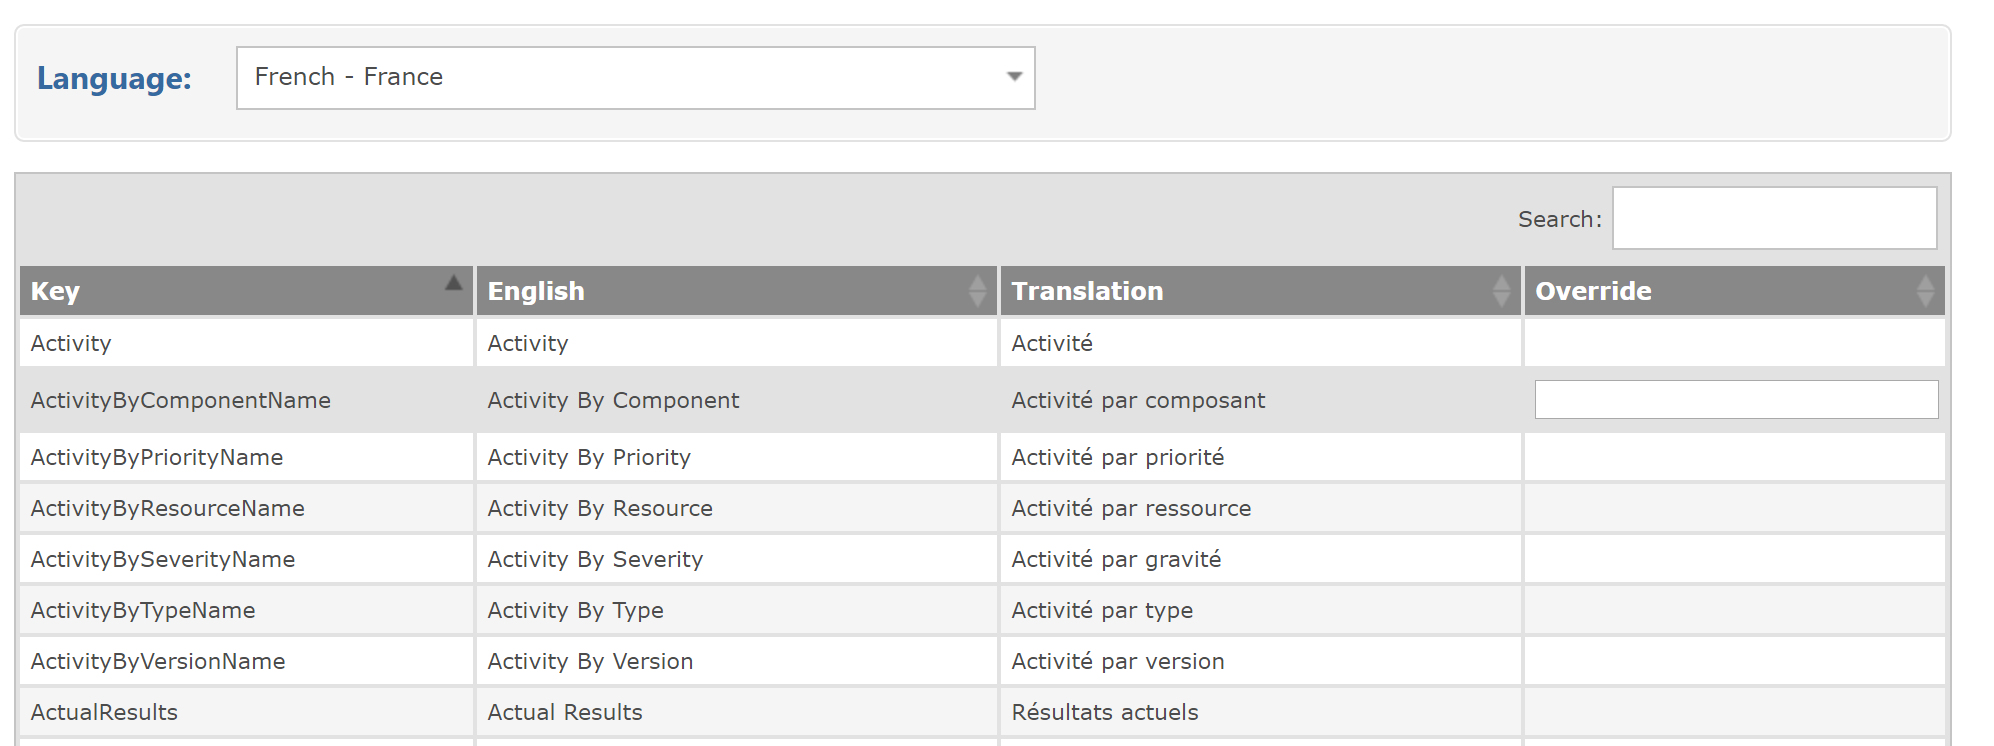 Language: French - France
Search:
Key English Translation Override
Activity Activity Activité
ActivityByComponentName Activity By Component Activité par composant
ActivityByPriorityName Activity By Priority Activité par priorité
ActivityByResourceName Activity By Resource Activité par ressource
ActivityBySeverityName Activity By Severity Activité par gravité
ActivityByTypeName Activity By Type Activité par type
ActivityByVersionName Activity By Version Activité par version
ActualResults Actual Results Résultats actuels